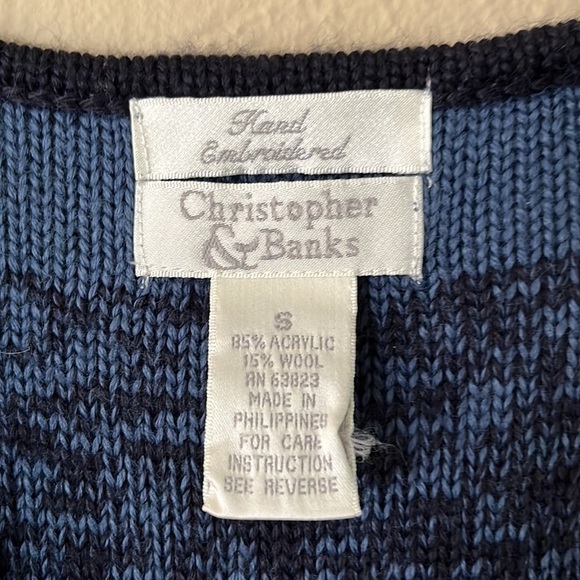 Hand
Embroidered
Christopher
& Banks
S
85% ACRYLIC
15% WOOL
RN 63823
MADE IN
PHILIPPINES
FOR CARE
INSTRUCTION
SEE REVERSE